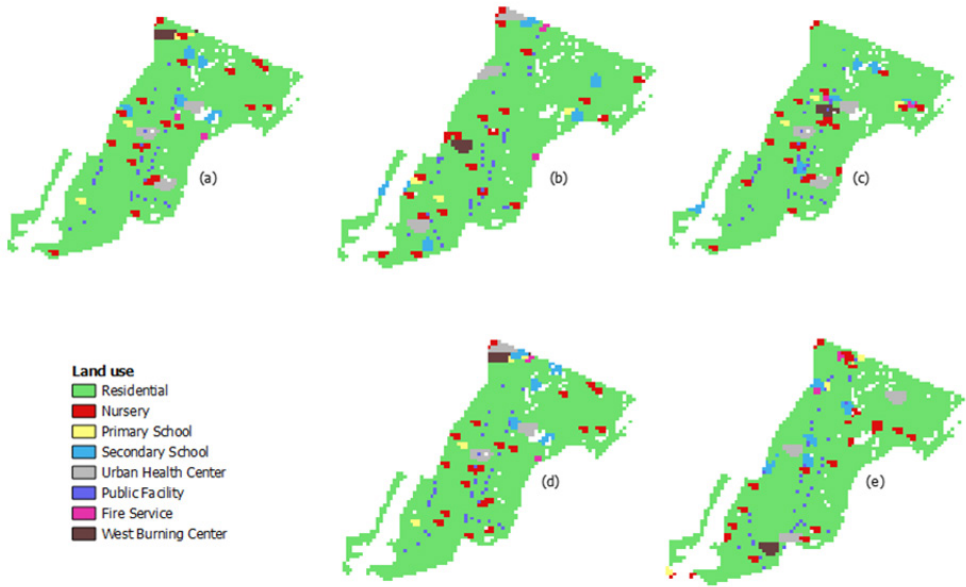 (a)
(b)
(c)
Land use
Residential
Nursery
Primary School
Secondary School
Urban Health Center
Public Facility
Fire Service
West Burning Center
(d)
(e)